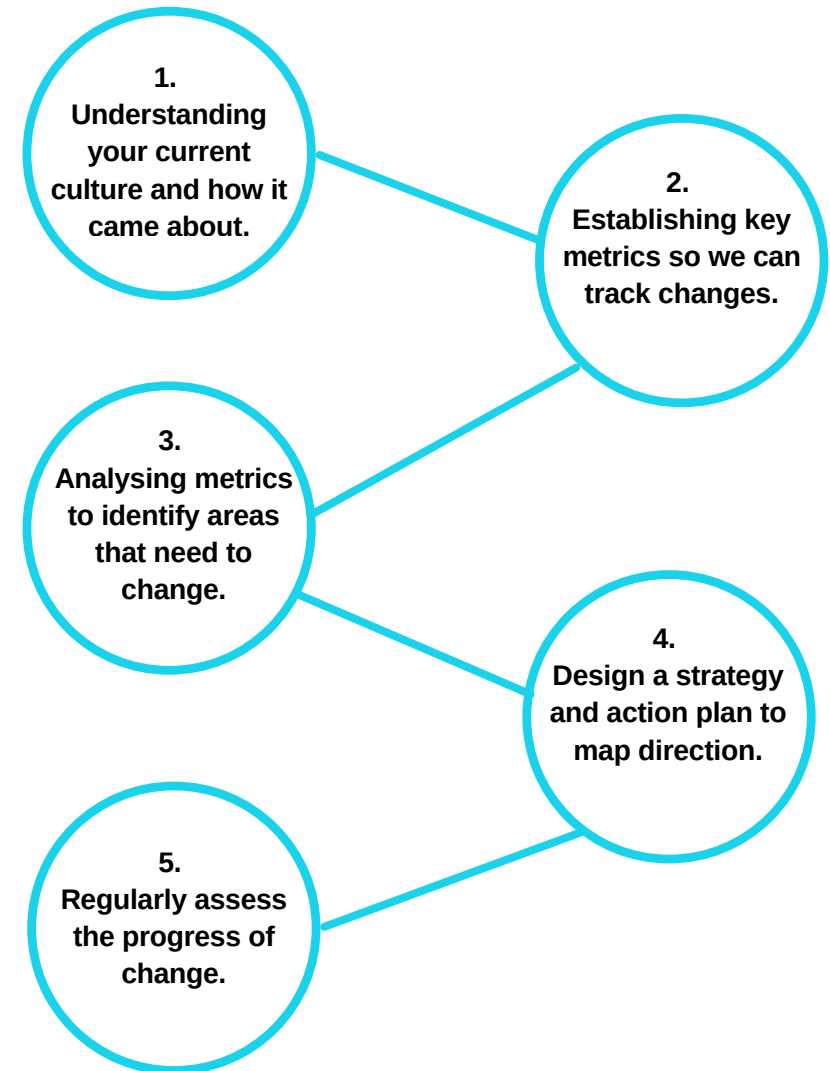 1.
Understanding
your current
culture and how it
came about.
2.
Establishing key
metrics so we can
track changes.
3.
Analysing metrics
to identify areas
that need to
change.
4.
Design a strategy
and action plan to
map direction.
5.
Regularly assess
the progress of
change.